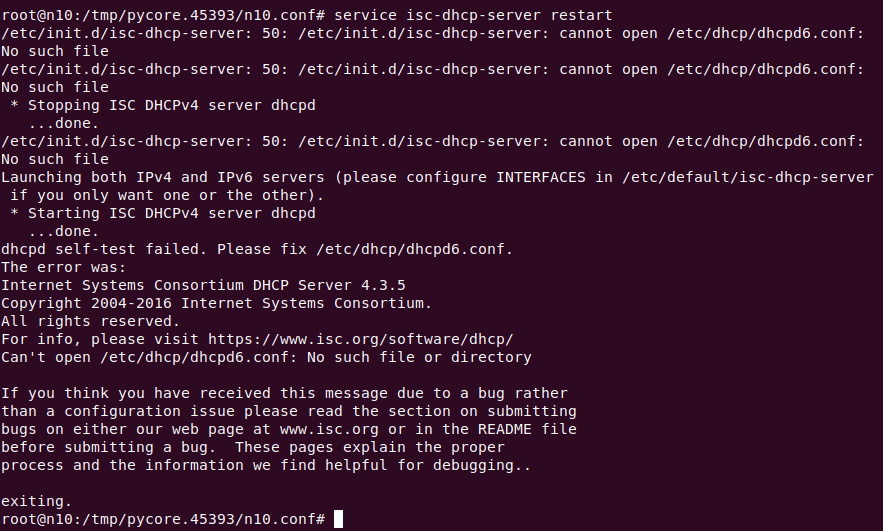 root@n10:/tmp/pycore.45393/n10.conf# service isc-dhcp-server restart
/etc/init.d/isc-dhcp-server: 50: /etc/init.d/isc-dhcp-server: cannot open /etc/dhcp/dhcpd6.conf:
No such file
/etc/init.d/isc-dhcp-server: 50: /etc/init.d/isc-dhcp-server: cannot open /etc/dhcp/dhcpd6.conf:
No such file
 * Stopping ISC DHCPv4 server dhcpd
   ...done.
/etc/init.d/isc-dhcp-server: 50: /etc/init.d/isc-dhcp-server: cannot open /etc/dhcp/dhcpd6.conf:
No such file
Launching both IPv4 and IPv6 servers (please configure INTERFACES in /etc/default/isc-dhcp-server
 if you only want one or the other).
 * Starting ISC DHCPv4 server dhcpd
   ...done.
dhcpd self-test failed. Please fix /etc/dhcp/dhcpd6.conf.
The error was:
Internet Systems Consortium DHCP Server 4.3.5
Copyright 2004-2016 Internet Systems Consortium.
All rights reserved.
For info, please visit https://www.isc.org/software/dhcp/
Can't open /etc/dhcp/dhcpd6.conf: No such file or directory

If you think you have received this message due to a bug rather
than a configuration issue please read the section on submitting
bugs on either our web page at www.isc.org or in the README file
before submitting a bug.  These pages explain the proper
process and the information we find helpful for debugging..

exiting.
root@n10:/tmp/pycore.45393/n10.conf#